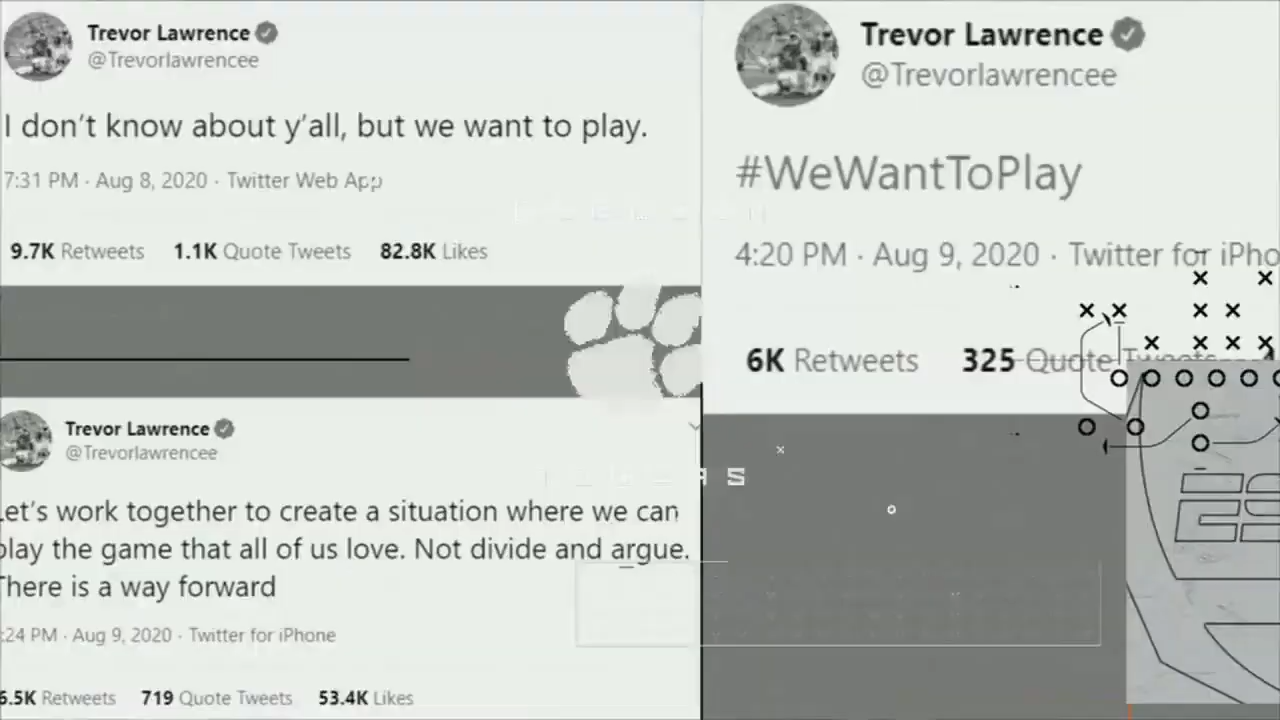 Trevor Lawrence
@Trevorlawrencee
I don't know about y'all, but we want to play.
7:31 PM · Aug 8, 2020 · Twitter Web App
9.7K Retweets 1.1K Quote Tweets 82.8K Likes
Trevor Lawrence
@Trevorlawrencee
Let's work together to create a situation where we can
play the game that all of us love. Not divide and argue.
There is a way forward
:24 PM · Aug 9, 2020 · Twitter for iPhone
6.5K Retweets 719 Quote Tweets 53.4K Likes
Trevor Lawrence
@Trevorlawrencee
#WeWantToPlay
4:20 PM · Aug 9, 2020 · Twitter for iPho
6K Retweets 325 Quote Tweets